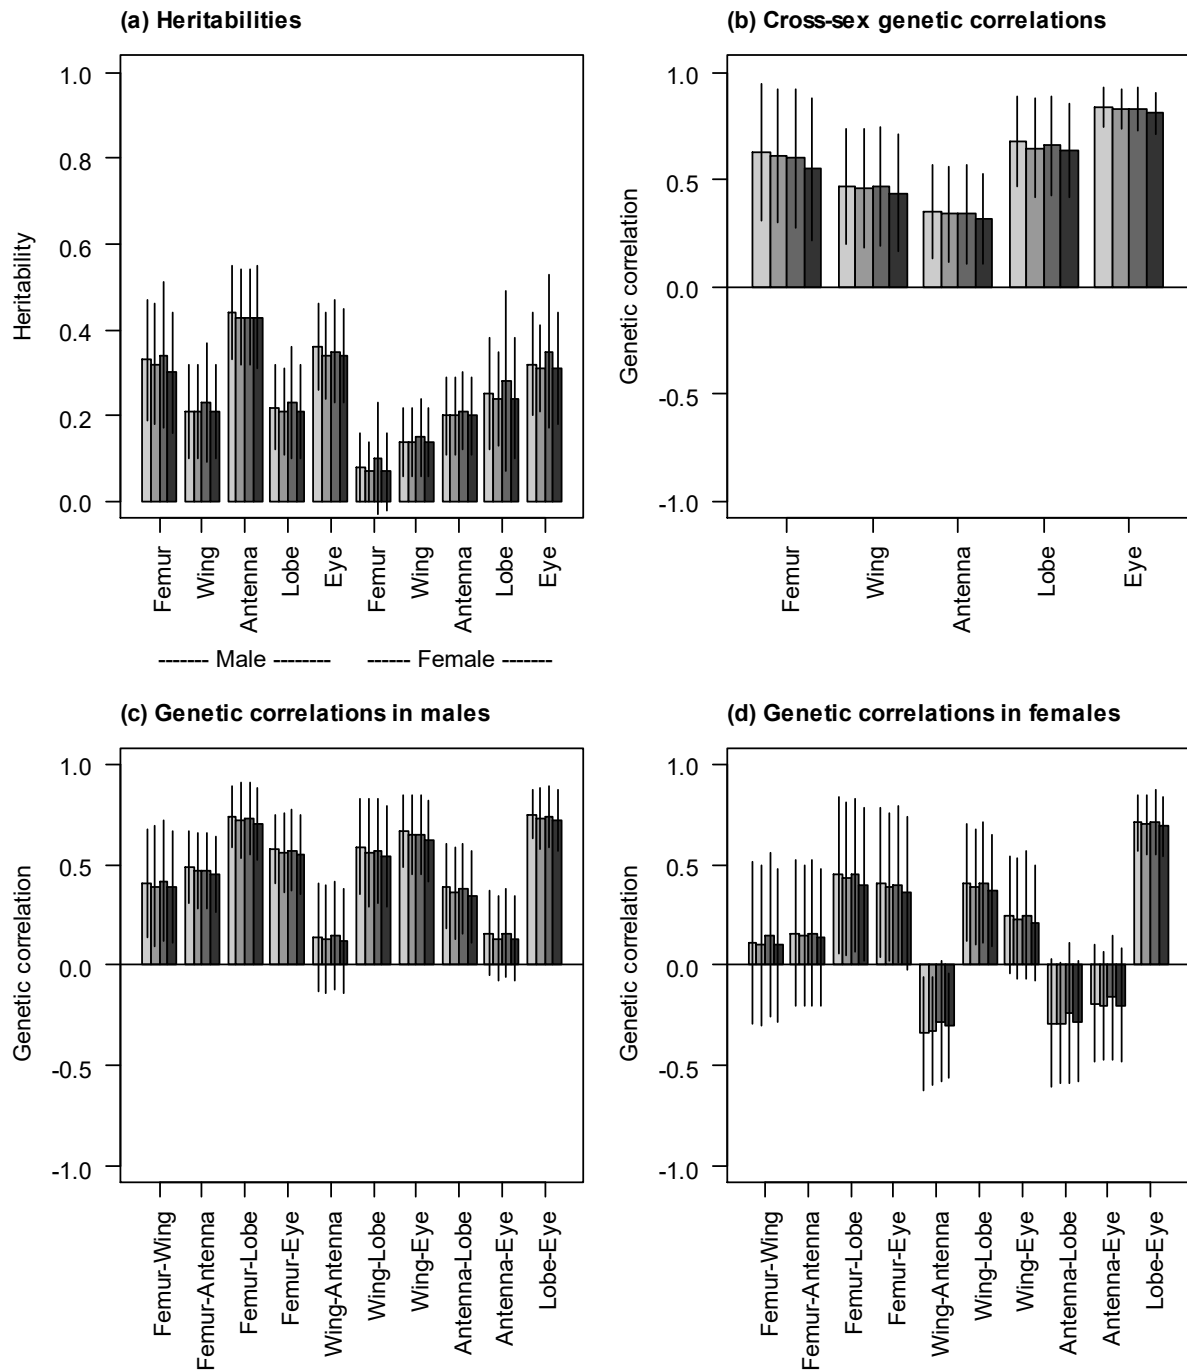 (a) Heritabilities
1.0
0.8
0.6
0.4
0.2
0.0
Heritability
Femur
Wing
Antenna
Lobe
Eye
Femur
Wing
Antenna
Lobe
Eye
------- Male -------- ------ Female -------
(b) Cross-sex genetic correlations
1.0
0.5
0.0
-0.5
-1.0
Genetic correlation
Femur
Wing
Antenna
Lobe
Eye
(c) Genetic correlations in males
1.0
0.5
0.0
-0.5
-1.0
Genetic correlation
Femur-Wing
Femur-Antenna
Femur-Lobe
Femur-Eye
Wing-Antenna
Wing-Lobe
Wing-Eye
Antenna-Lobe
Antenna-Eye
Lobe-Eye
(d) Genetic correlations in females
1.0
0.5
0.0
-0.5
-1.0
Genetic correlation
Femur-Wing
Femur-Antenna
Femur-Lobe
Femur-Eye
Wing-Antenna
Wing-Lobe
Wing-Eye
Antenna-Lobe
Antenna-Eye
Lobe-Eye